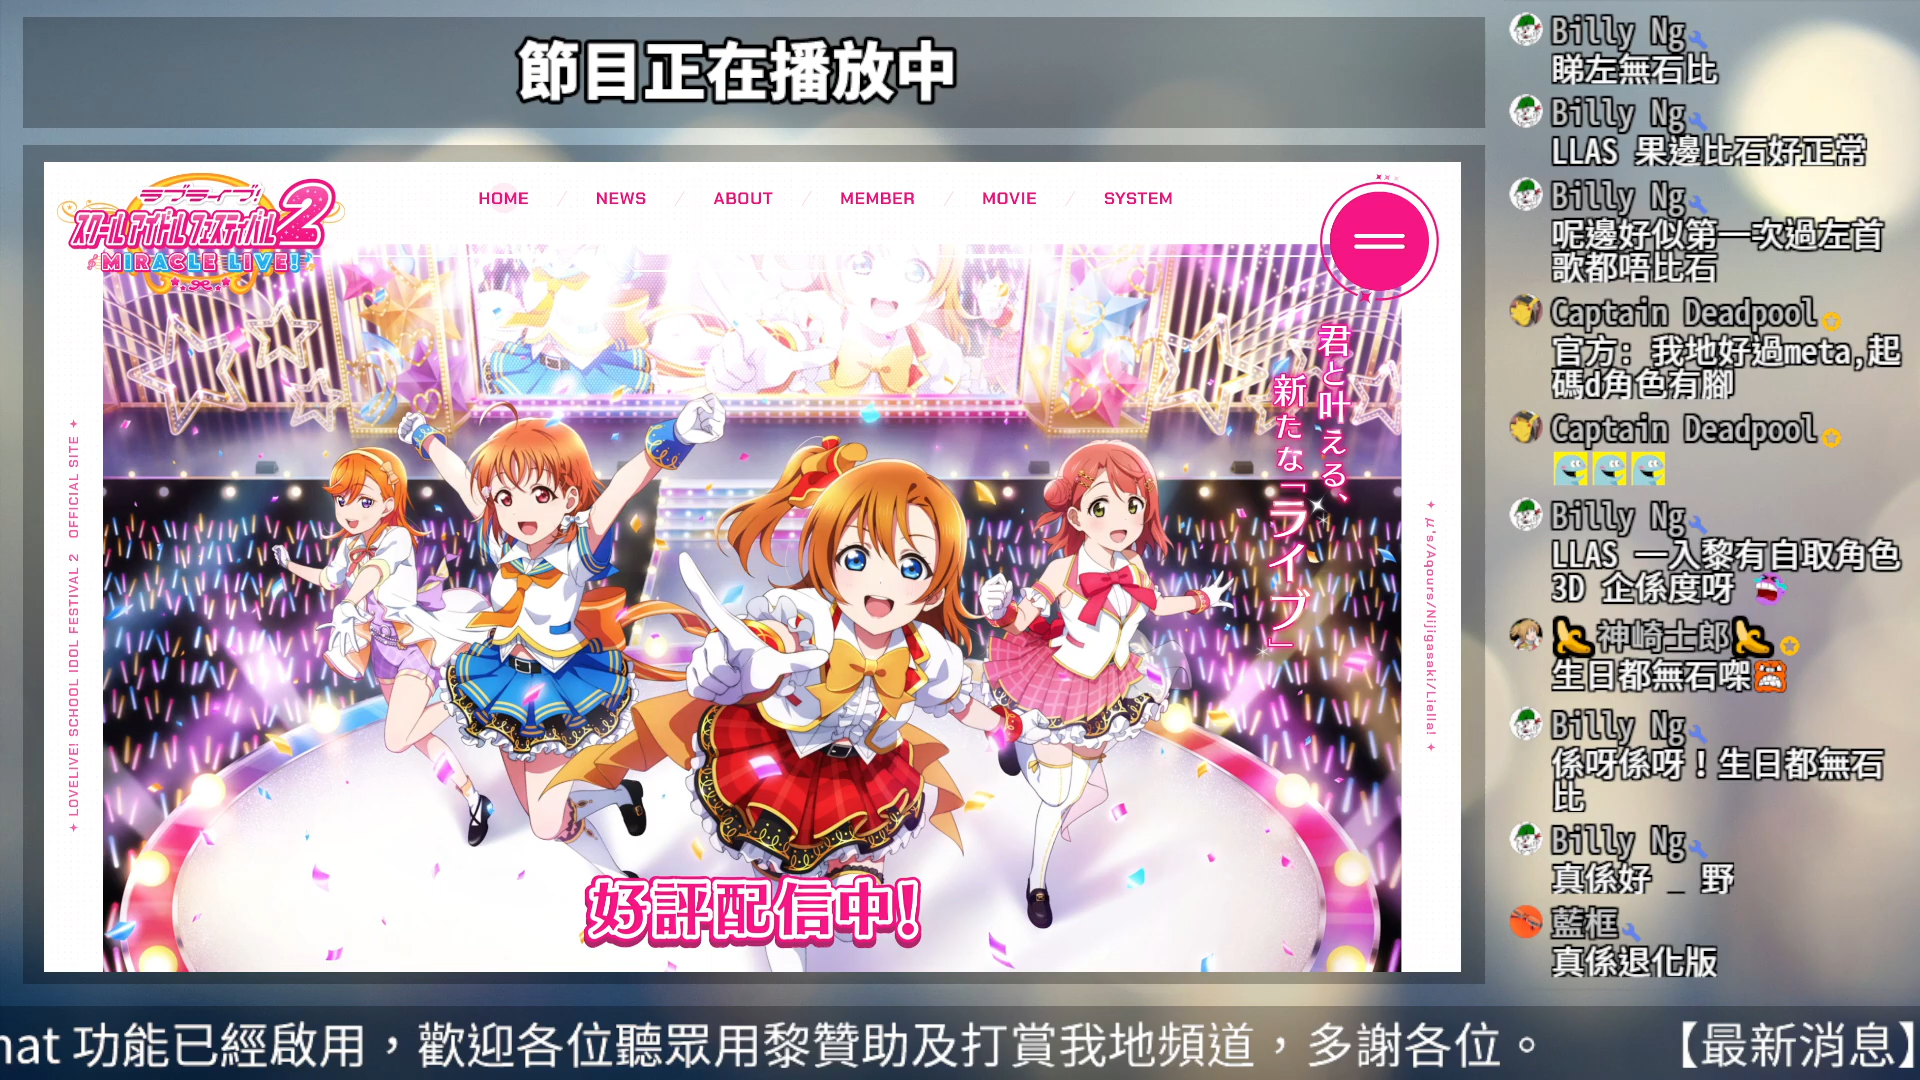 節目正在播放中
ラブライブ!
スクールアイドルフェスティバル2
MIRACLE LIVE!
HOME
NEWS
ABOUT
MEMBER
MOVIE
SYSTEM
LOVELIVE! SCHOOL IDOL FESTIVAL 2 OFFICIAL SITE
君と叶える、
新たな「ライブ」
μ's/Aqours/Nijigasaki/Liella!
好評配信中!
Billy Ng
睇左無石比
Billy Ng
LLAS 果邊比石好正常
Billy Ng
呢邊好似第一次過左首
歌都唔比石
Captain Deadpool
官方: 我地好過meta,起
碼d角色有腳
Captain Deadpool
Billy Ng
LLAS 一入黎有自取角色
3D 企係度呀
🍌神崎士郎🍌
生日都無石㗎
Billy Ng
係呀係呀！生日都無石
比
Billy Ng
真係好 _ 野
藍框
真係退化版
hat 功能已經啟用，歡迎各位聽眾用黎贊助及打賞我地頻道，多謝各位。
【最新消息】